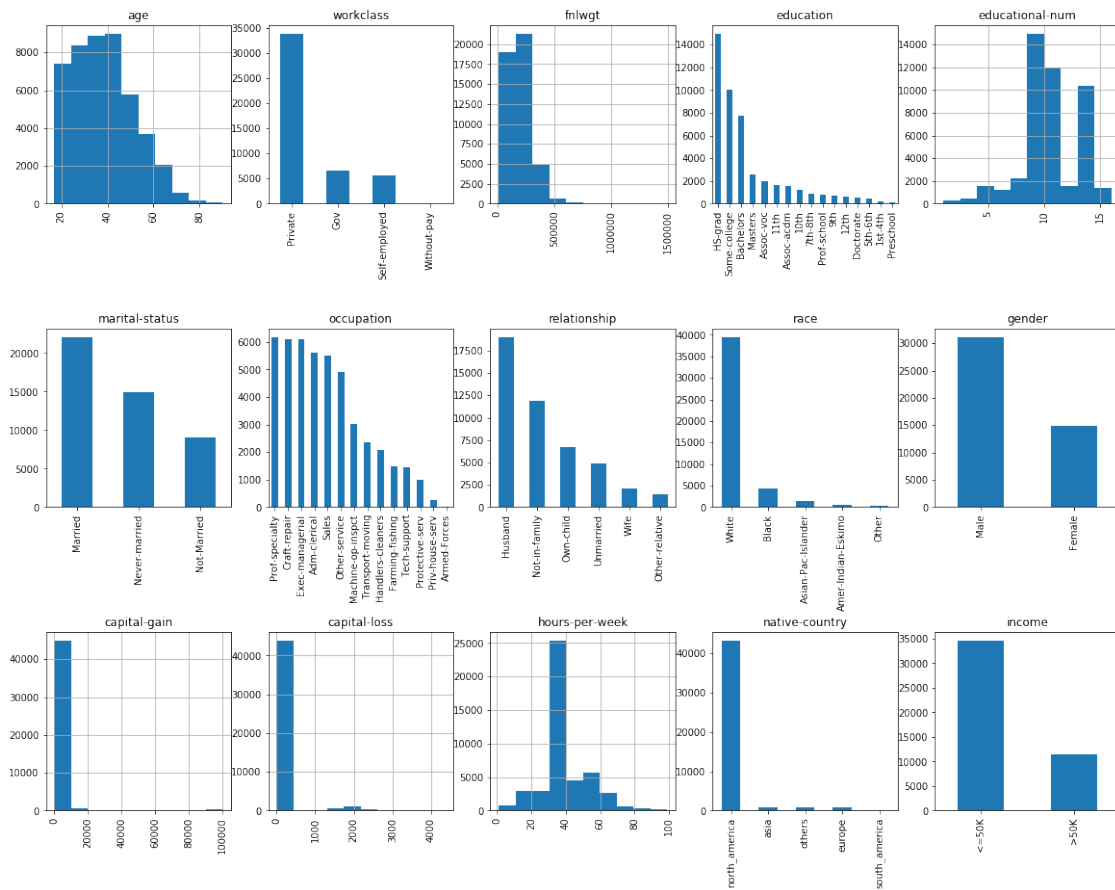 age
workclass
fnlwgt
education
educational-num
8000
6000
4000
2000
0
20
40
60
80
35000
30000
25000
20000
15000
10000
5000
0
Private
Gov
Self-employed
Without-pay
20000
17500
15000
12500
10000
7500
5000
2500
0
0
500000
1000000
1500000
14000
12000
10000
8000
6000
4000
2000
0
HS-grad
Some-college
Bachelors
Masters
Assoc-voc
11th
Assoc-acdm
10th
7th-8th
Prof-school
9th
12th
Doctorate
5th-6th
1st-4th
Preschool
14000
12000
10000
8000
6000
4000
2000
0
5
10
15
marital-status
occupation
relationship
race
gender
20000
15000
10000
5000
0
Married
Never-married
Not-Married
6000
5000
4000
3000
2000
1000
0
Prof-specialty
Craft-repair
Exec-managerial
Adm-clerical
Sales
Other-service
Machine-op-inspct
Transport-moving
Handlers-cleaners
Farming-fishing
Tech-support
Protective-serv
Priv-house-serv
Armed-Forces
17500
15000
12500
10000
7500
5000
2500
0
Husband
Not-in-family
Own-child
Unmarried
Wife
Other-relative
40000
35000
30000
25000
20000
15000
10000
5000
0
White
Black
Asian-Pac-Islander
Amer-Indian-Eskimo
Other
30000
25000
20000
15000
10000
5000
0
Male
Female
capital-gain
capital-loss
hours-per-week
native-country
income
40000
30000
20000
10000
0
0
20000
40000
60000
80000
100000
40000
30000
20000
10000
0
0
1000
2000
3000
4000
25000
20000
15000
10000
5000
0
0
20
40
60
80
100
40000
30000
20000
10000
0
north_america
asia
others
europe
south_america
35000
30000
25000
20000
15000
10000
5000
0
<=50K
>50K